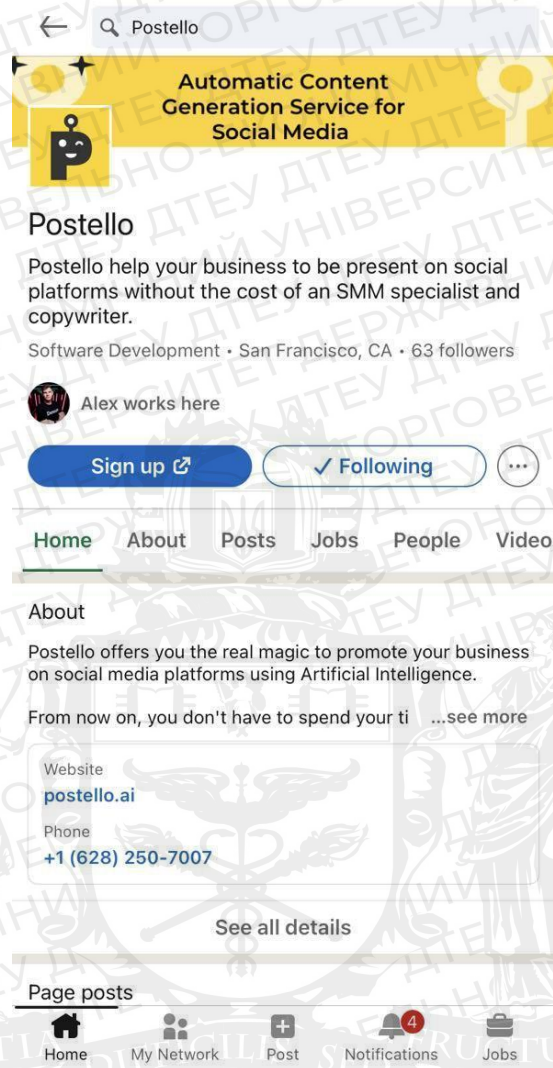 Postello
Automatic Content
Generation Service for
Social Media
Postello
Postello help your business to be present on social
platforms without the cost of an SMM specialist and
copywriter.
Software Development • San Francisco, CA • 63 followers
Alex works here
Sign up
Following
Home About Posts Jobs People Video
About
Postello offers you the real magic to promote your business
on social media platforms using Artificial Intelligence.
From now on, you don't have to spend your ti ...see more
Website
postello.ai
Phone
+1 (628) 250-7007
See all details
Page posts
4
Home My Network Post Notifications Jobs